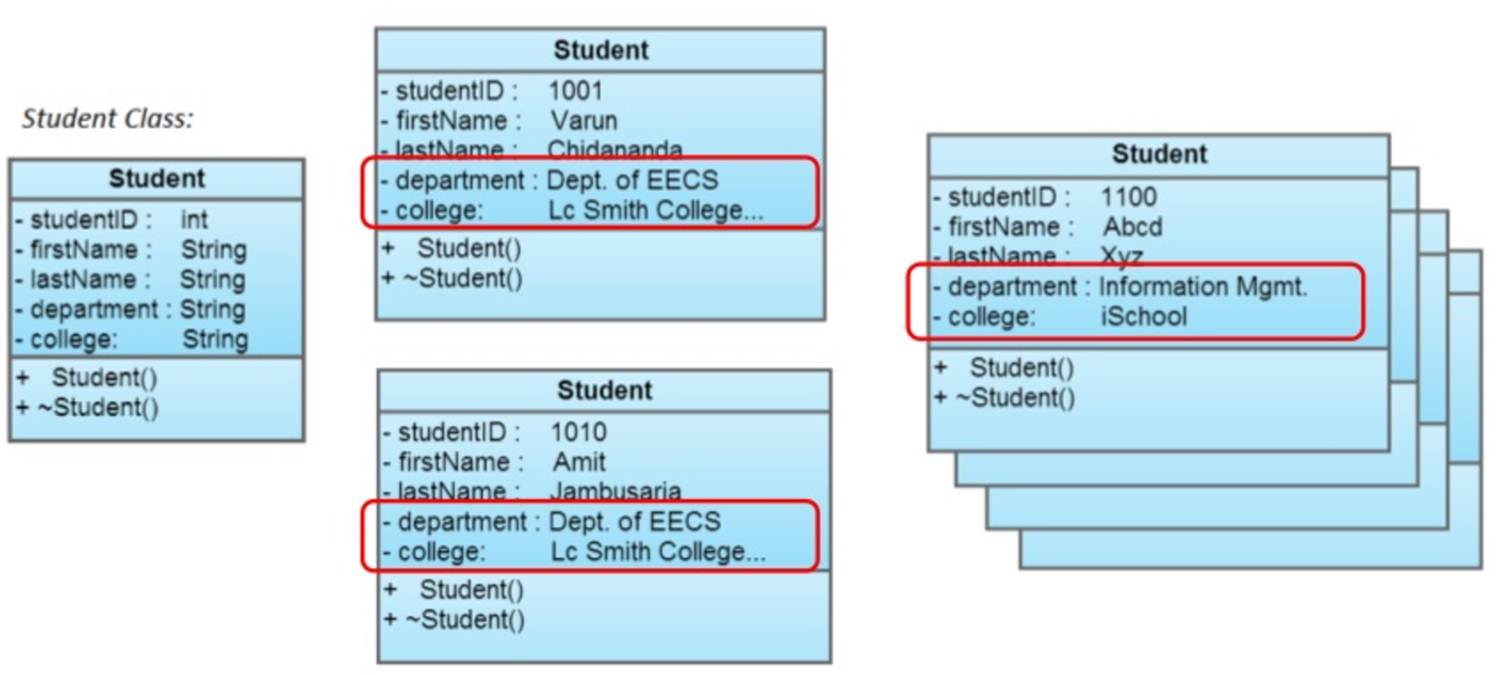 Student Class:
Student
- studentID : int
- firstName : String
- lastName : String
- department : String
- college: String
+ Student()
+ ~Student()
Student
- studentID : 1001
- firstName : Varun
- lastName : Chidananda
- department : Dept. of EECS
- college: Lc Smith College...
+ Student()
+ ~Student()
Student
- studentID : 1010
- firstName : Amit
- lastName : Jambusaria
- department : Dept. of EECS
- college: Lc Smith College...
+ Student()
+ ~Student()
Student
- studentID : 1100
- firstName : Abcd
- lastName : Xyz
- department : Information Mgmt.
- college: iSchool
+ Student()
+ ~Student()